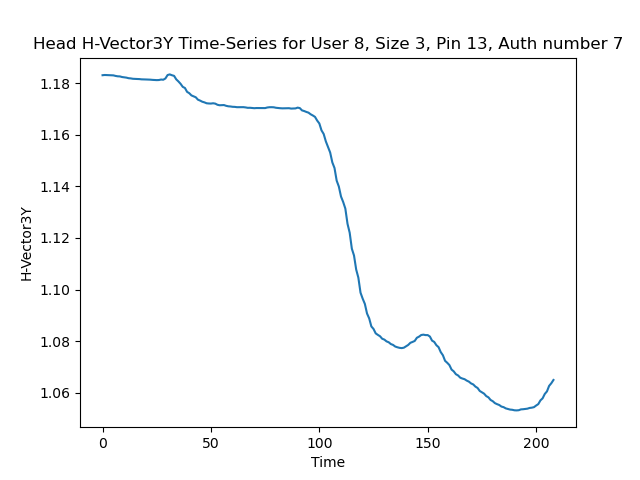 Head H-Vector3Y Time-Series for User 8, Size 3, Pin 13, Auth number 7
1.18
1.16
1.14
1.12
1.10
1.08
1.06
H-Vector3Y
0 50 100 150 200
Time